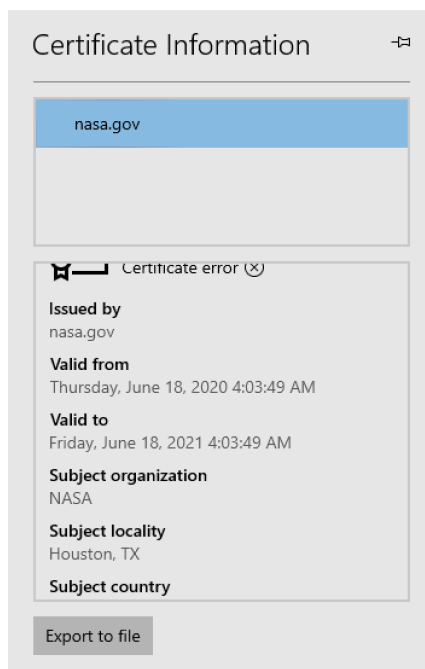 Certificate Information
nasa.gov
Certificate error
Issued by
nasa.gov
Valid from
Thursday, June 18, 2020 4:03:49 AM
Valid to
Friday, June 18, 2021 4:03:49 AM
Subject organization
NASA
Subject locality
Houston, TX
Subject country
Export to file